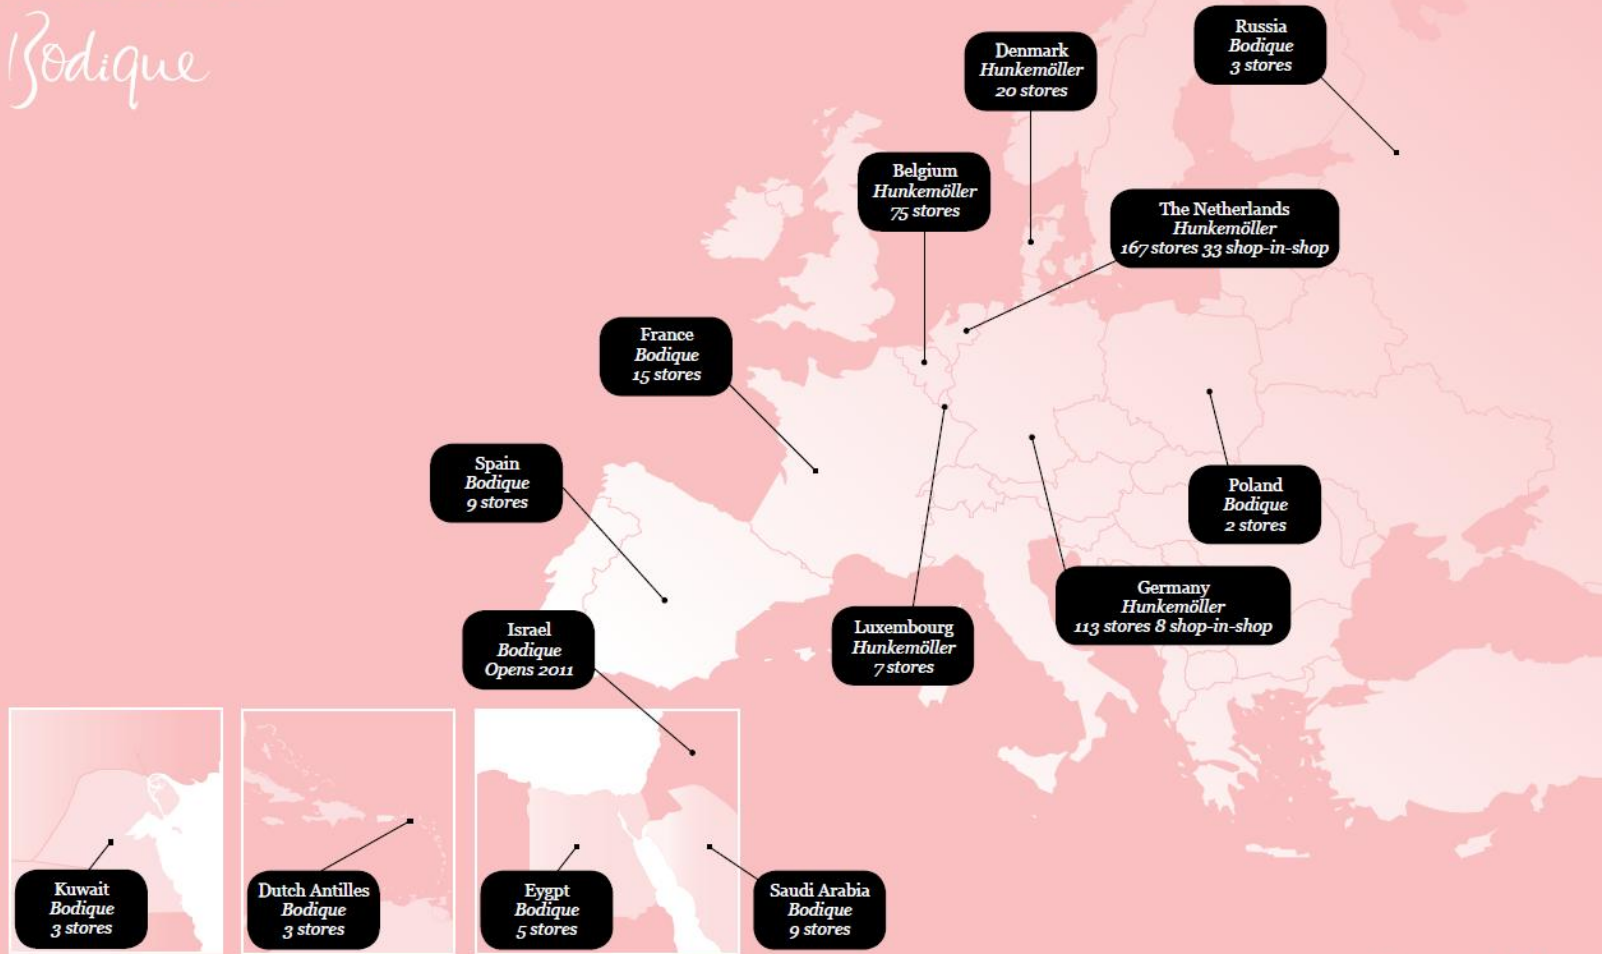 Bodique
Russia
Bodique
3 stores
Denmark
Hunkemöller
20 stores
Belgium
Hunkemöller
75 stores
The Netherlands
Hunkemöller
167 stores 33 shop-in-shop
France
Bodique
15 stores
Spain
Bodique
9 stores
Poland
Bodique
2 stores
Germany
Hunkemöller
113 stores 8 shop-in-shop
Luxembourg
Hunkemöller
7 stores
Israel
Bodique
Opens 2011
Kuwait
Bodique
3 stores
Dutch Antilles
Bodique
3 stores
Eygpt
Bodique
5 stores
Saudi Arabia
Bodique
9 stores